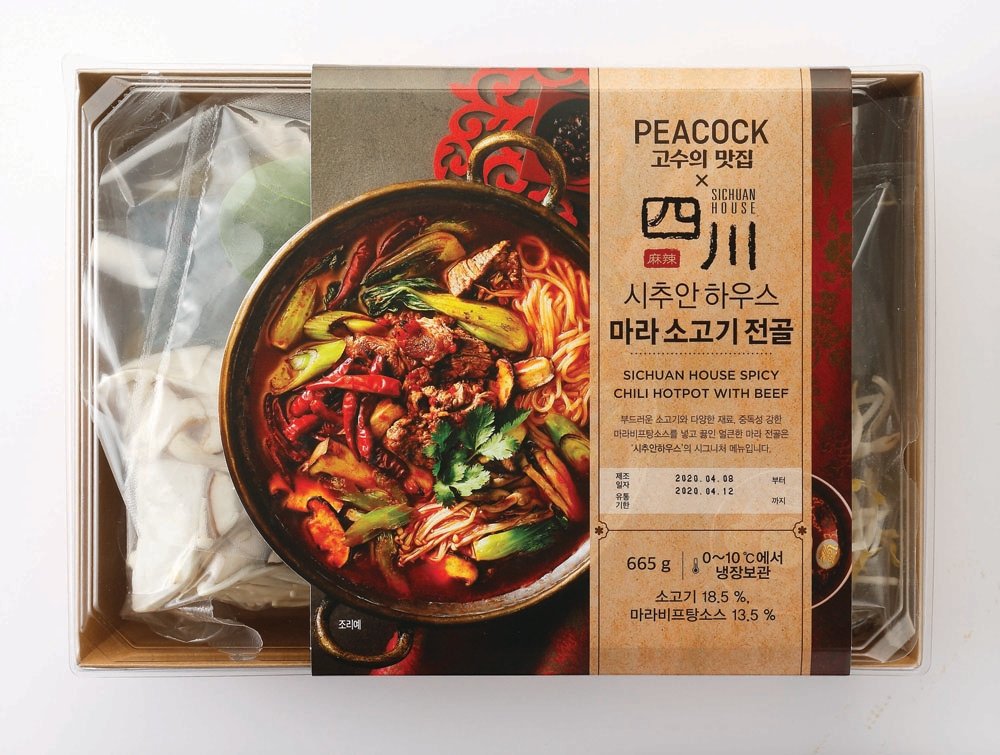 PEACOCK
고수의 맛집
×
四川
SICHUAN
HOUSE
麻辣
시추안 하우스
마라 소고기 전골
SICHUAN HOUSE SPICY
CHILI HOTPOT WITH BEEF
부드러운 소고기와 다양한 재료, 중독성 강한
마라비프탕소스를 넣고 끓인 얼큰한 마라 전골은
'시추안하우스'의 시그니처 메뉴입니다.
제조
일자
2020.04.08
부터
유통
기한
2020.04.12
까지
665 g
0~10 ℃에서
냉장보관
소고기 18.5 %,
마라비프탕소스 13.5 %
조리예